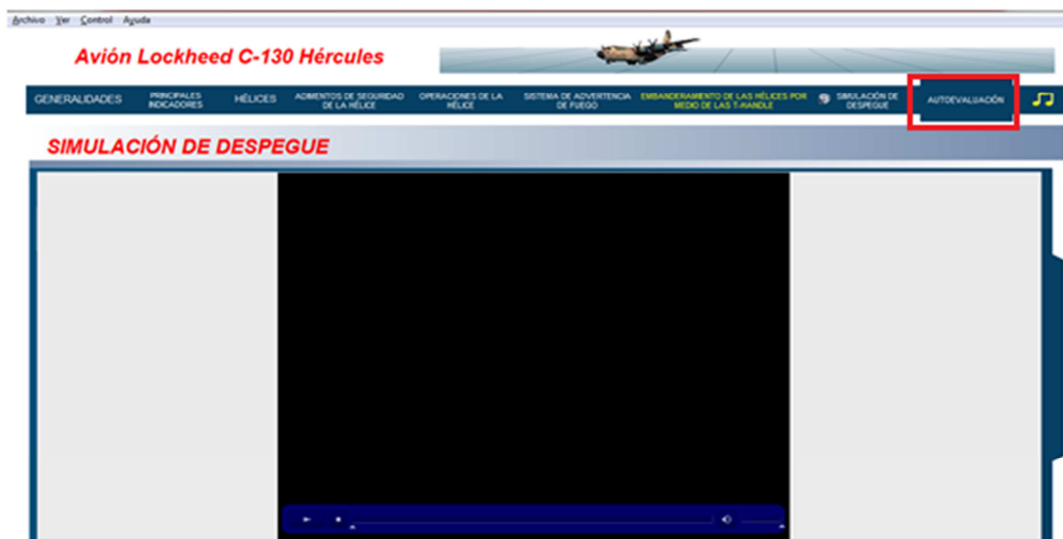 Archivo Ver Control Ayuda
Avión Lockheed C-130 Hércules
GENERALIDADES
PRINCIPALES
INDICADORES
HÉLICES
ADIMENTOS DE SEGURIDAD
DE LA HÉLICE
OPERACIONES DE LA
HÉLICE
SISTEMA DE ADVERTENCIA
DE FUEGO
EMBANDERAMIENTO DE LAS HÉLICES POR
MEDIO DE LAS T-HANDLE
SIMULACIÓN DE
DESPEGUE
AUTOEVALUACIÓN
SIMULACIÓN DE DESPEGUE